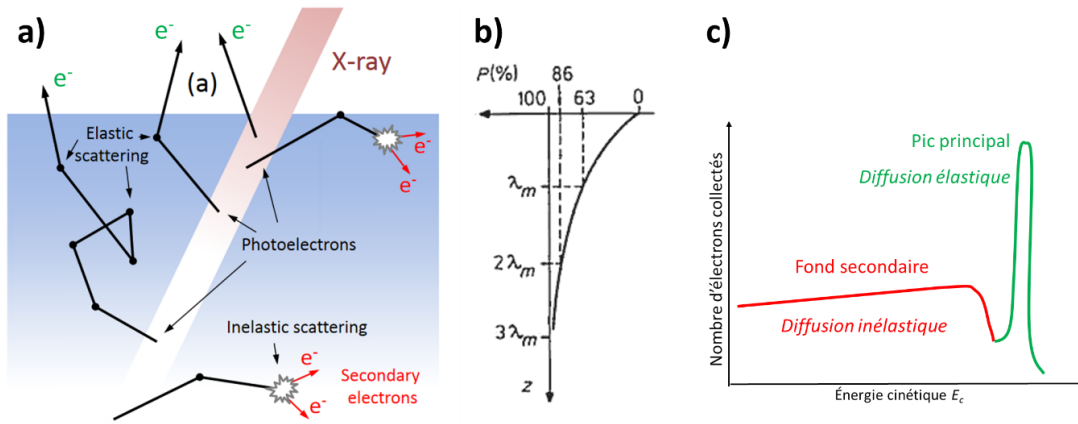 a)
e-
e-
e-
(a)
X-ray
Elastic
scattering
e-
e-
Photoelectrons
Inelastic scattering
e-
e-
Secondary
electrons
b)
P(%) 86
100 63 0
λm
2λm
3λm
z
c)
Nombre d'électrons collectés
Pic principal
Diffusion élastique
Fond secondaire
Diffusion inélastique
Énergie cinétique Ec